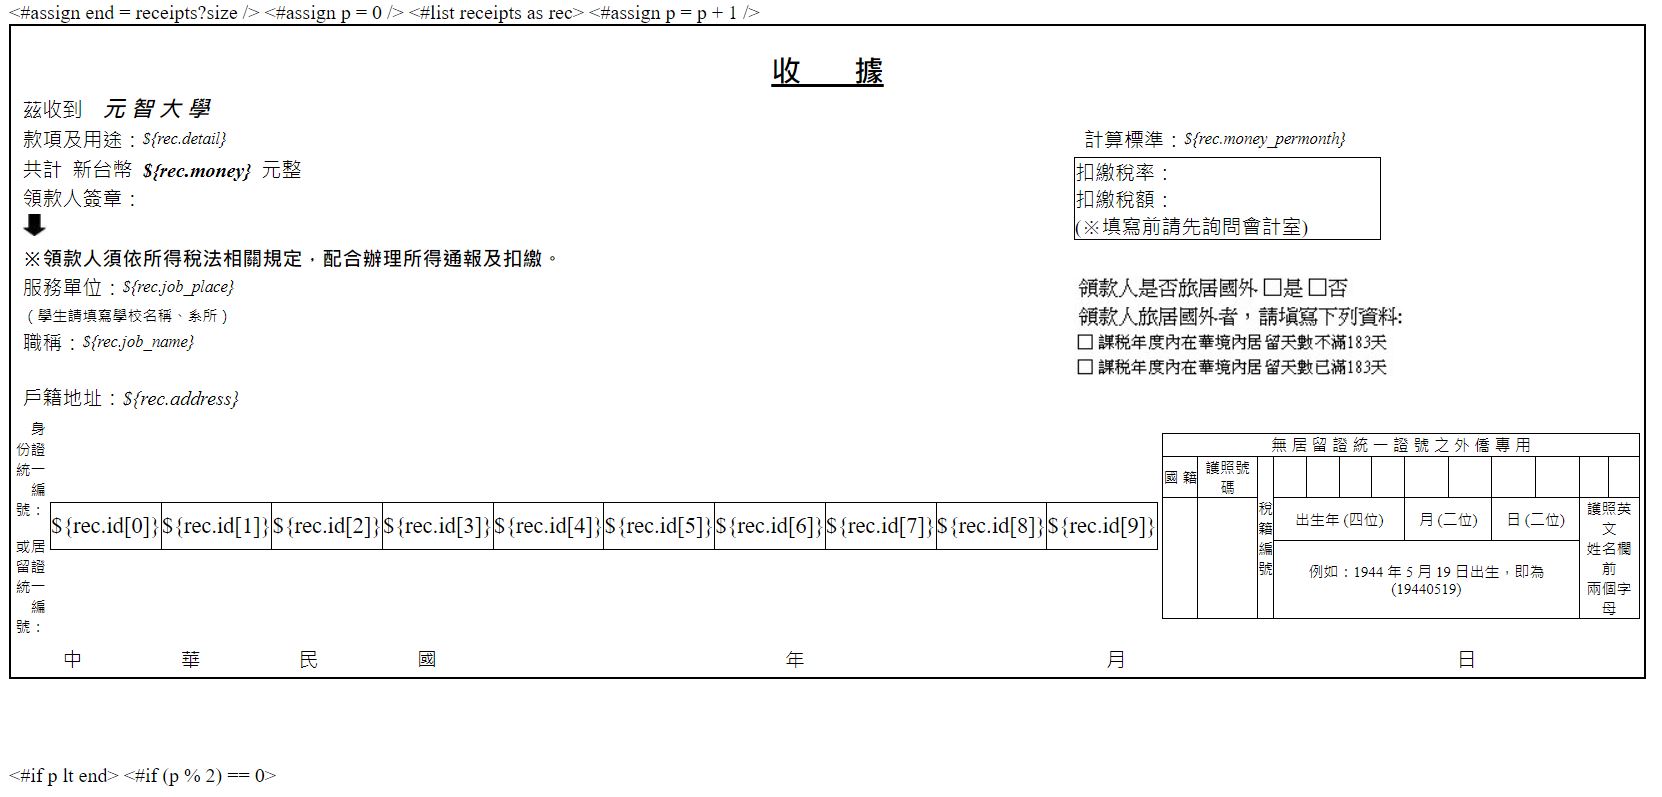 <#assign end = receipts?size /> <#assign p = 0 /> <#list receipts as rec> <#assign p = p + 1 />
收 據
茲收到 元智大學
款項及用途：${rec.detail}
計算標準：${rec.money_permonth}
共計 新台幣 ${rec.money} 元整
領款人簽章：
扣繳稅率：
扣繳稅額：
(※填寫前請先詢問會計室)
※領款人須依所得稅法相關規定，配合辦理所得通報及扣繳。
服務單位：${rec.job_place}
（學生請填寫學校名稱、系所）
職稱：${rec.job_name}
領款人是否旅居國外 □是 □否
領款人旅居國外者，請填寫下列資料:
□ 課稅年度內在華境內居留天數不滿183天
□ 課稅年度內在華境內居留天數已滿183天
戶籍地址：${rec.address}
身
份證
統一
編
號：
或居
留證
統一
編
號：
${rec.id[0]} ${rec.id[1]} ${rec.id[2]} ${rec.id[3]} ${rec.id[4]} ${rec.id[5]} ${rec.id[6]} ${rec.id[7]} ${rec.id[8]} ${rec.id[9]}
無居留證統一證號之外僑專用
國籍
護照號
碼
稅
籍
編
號
出生年 (四位)
月 (二位)
日 (二位)
護照英
文
姓名欄
前
兩個字
母
例如：1944 年 5 月 19 日出生，即為
(19440519)
中 華 民 國 年 月 日
<#if p lt end> <#if (p % 2) == 0>